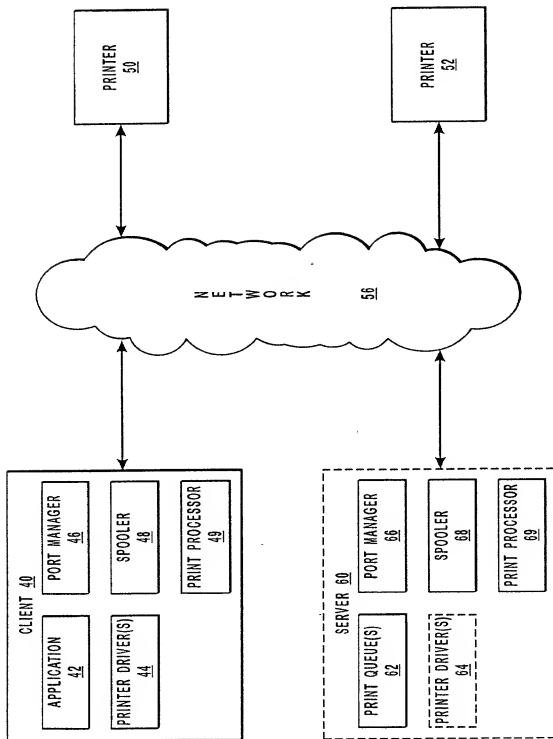 CLIENT 40
APPLICATION
42
PORT MANAGER
46
PRINTER DRIVER(S)
44
SPOOLER
48
PRINT PROCESSOR
49
SERVER 60
PRINT QUEUE(S)
62
PORT MANAGER
66
PRINTER DRIVER(S)
64
SPOOLER
68
PRINT PROCESSOR
69
NETWORK
56
PRINTER
50
PRINTER
52